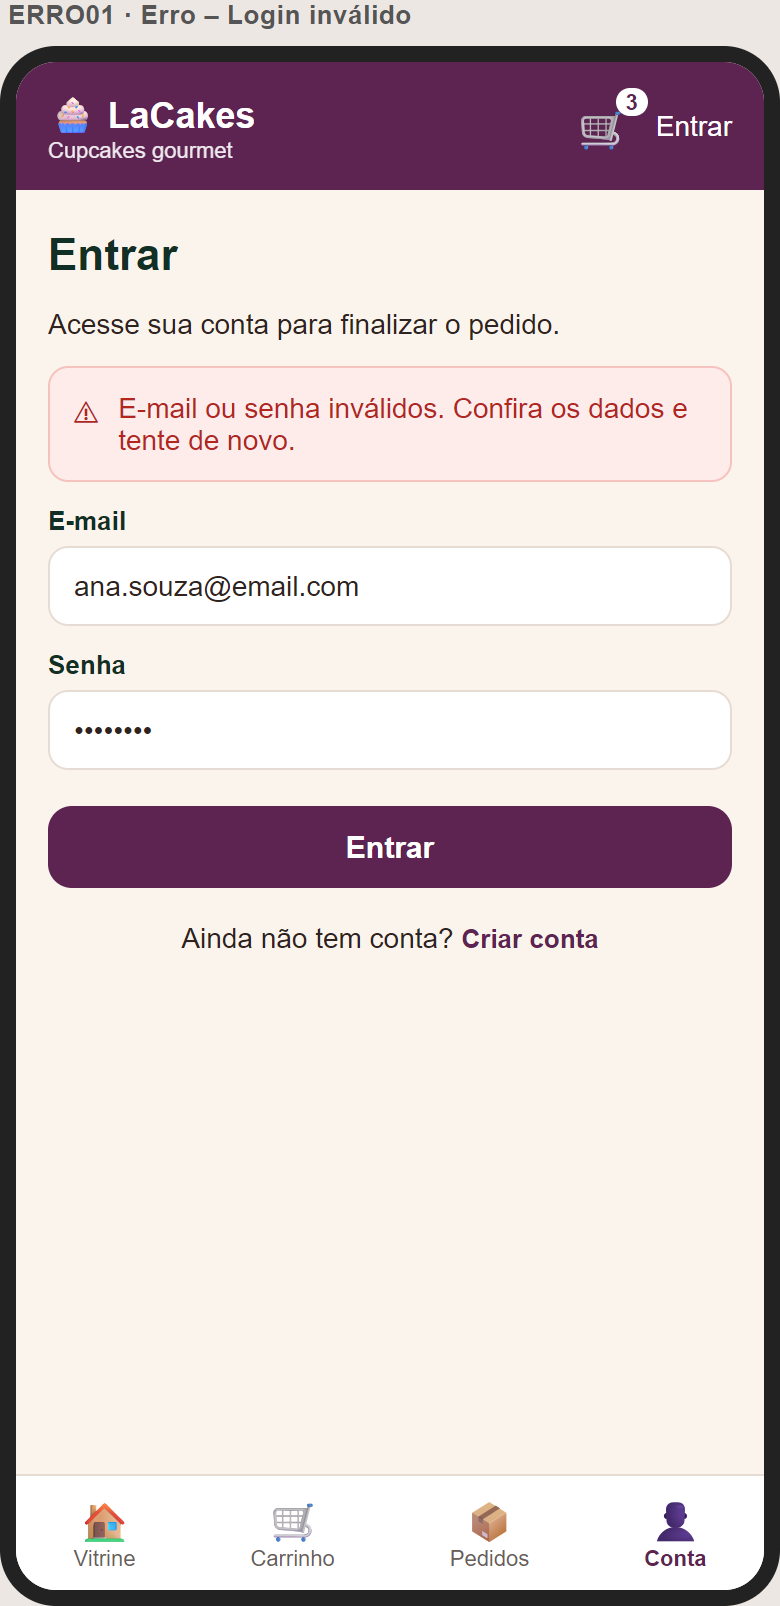 ERRO01 · Erro – Login inválido
LaCakes
Cupcakes gourmet
3
Entrar
Entrar
Acesse sua conta para finalizar o pedido.
E-mail ou senha inválidos. Confira os dados e
tente de novo.
E-mail
ana.souza@email.com
Senha
••••••••
Entrar
Ainda não tem conta? Criar conta
Vitrine
Carrinho
Pedidos
Conta